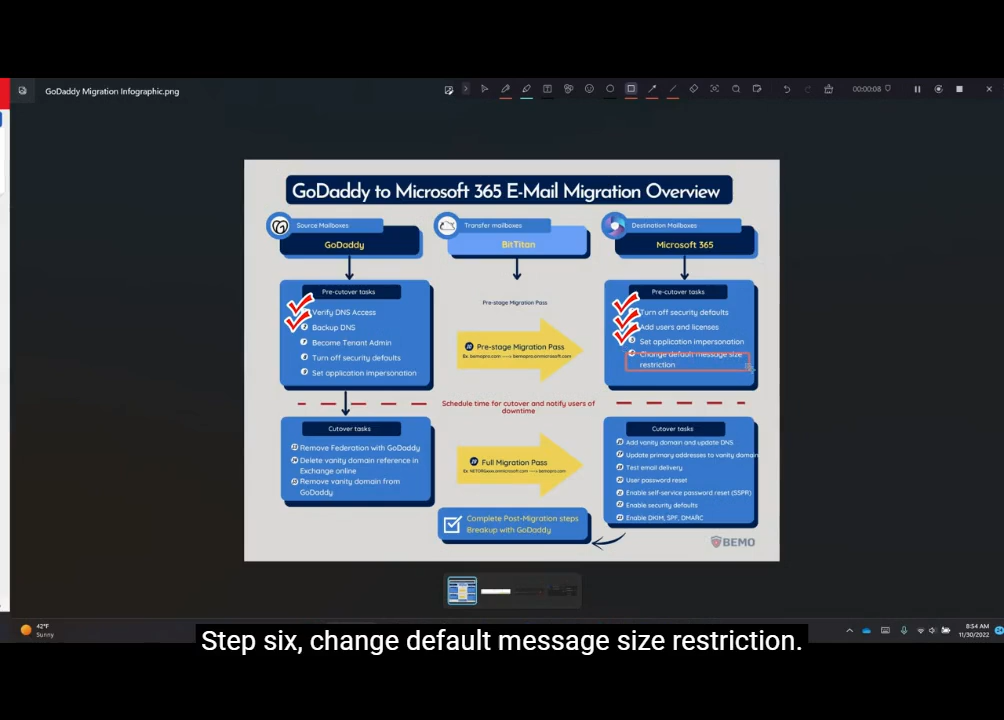 GoDaddy Migration Infographic.png
00:00:08
GoDaddy to Microsoft 365 E-Mail Migration Overview
Source Mailboxes
GoDaddy
Transfer mailboxes
BitTitan
Destination Mailboxes
Microsoft 365
Pre-cutover tasks
Verify DNS Access
Backup DNS
Become Tenant Admin
Turn off security defaults
Set application impersonation
Pre-stage Migration Pass
Pre-stage Migration Pass
Pre-cutover tasks
Turn off security defaults
Add users and licenses
Set application impersonation
Change default message size
restriction
Schedule time for cutover and notify users of
downtime
Cutover tasks
Remove Federation with GoDaddy
Delete vanity domain reference in
Exchange online
Remove vanity domain from
GoDaddy
Full Migration Pass
Cutover tasks
Add vanity domain and update DNS
Update primary addresses to vanity domain
Test email delivery
User password reset
Enable self-service password reset (SSPR)
Enable security defaults
Enable DKIM, SPF, DMARC
Complete Post-Migration steps
Breakup with GoDaddy
BEMO
42°F
Sunny
8:54 AM
11/30/2022
Step six, change default message size restriction.